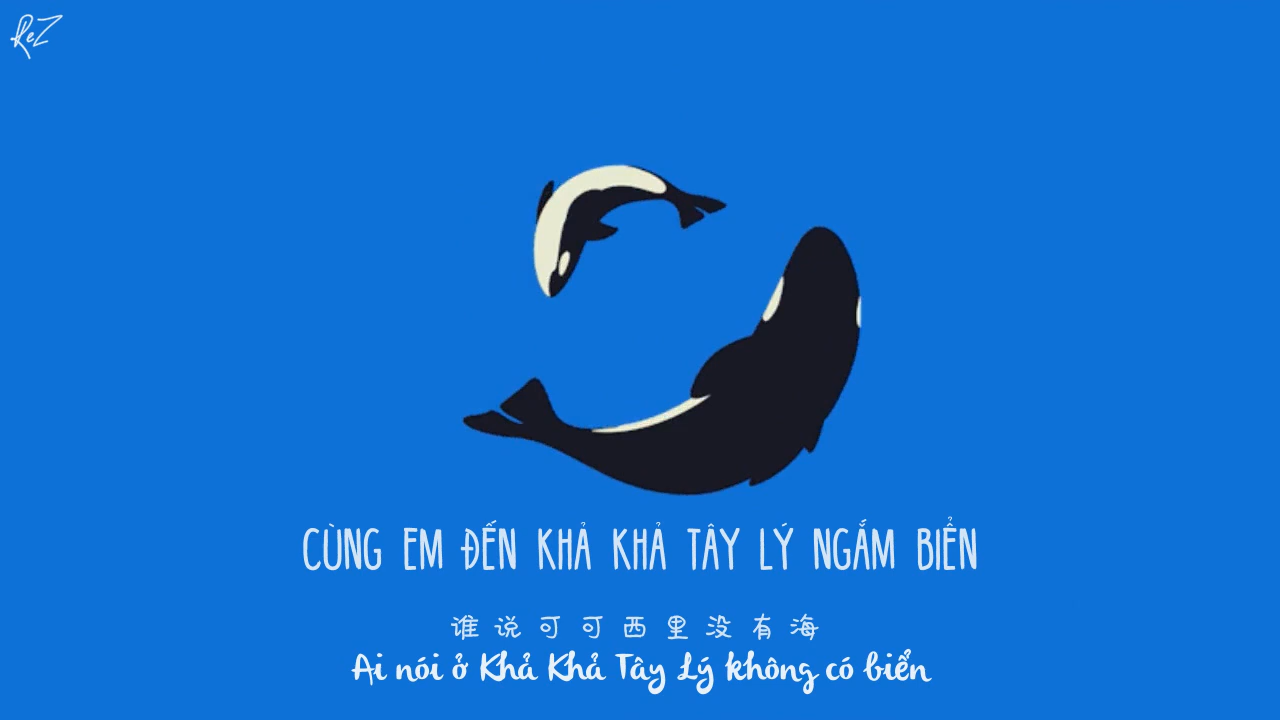 ReZ
CÙNG EM ĐẾN KHẢ KHẢ TÂY LÝ NGẮM BIỂN
谁说可可西里没有海
Ai nói ở Khả Khả Tây Lý không có biển